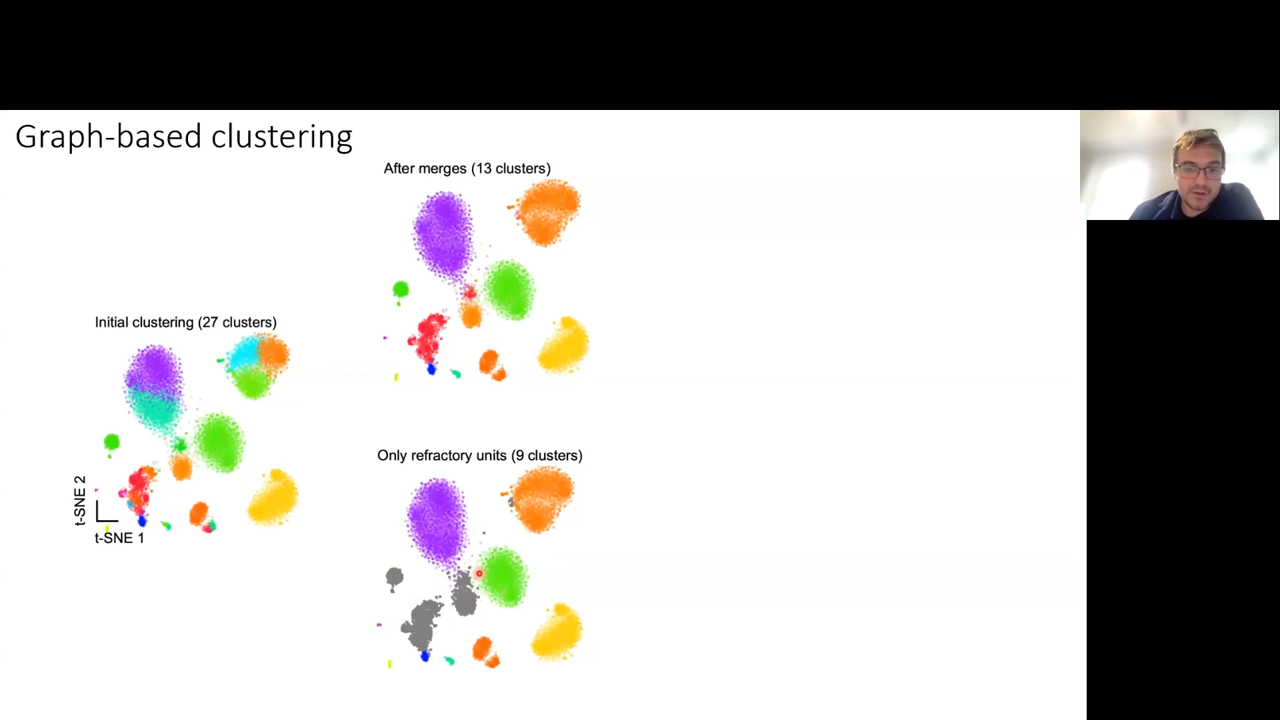 Graph-based clustering
After merges (13 clusters)
Initial clustering (27 clusters)
Only refractory units (9 clusters)
t-SNE 2
t-SNE 1